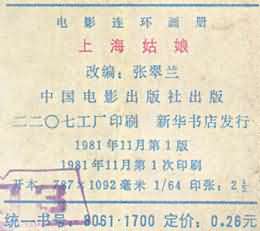 电影连环画册
上海姑娘
改编：张翠兰
中国电影出版社出版
二二〇七工厂印刷 新华书店发行
1981年11月第1版
1981年11月第1次印刷
开本：787×1092毫米 1/64 印张：2½
统一书号：8061·1700 定价：0.26元